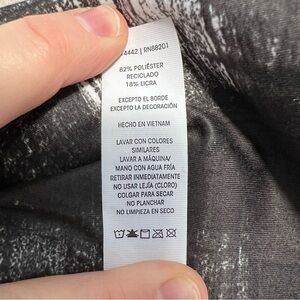 4442 | RN88201
82% POLIÉSTER
RECICLADO
18% LICRA
EXCEPTO EL BORDE
EXCEPTO LA DECORACIÓN
HECHO EN VIETNAM
LAVAR CON COLORES
SIMILARES
LAVAR A MÁQUINA/
MANO CON AGUA FRÍA
RETIRAR INMEDIATAMENTE
NO USAR LEJÍA (CLORO)
COLGAR PARA SECAR
NO PLANCHAR
NO LIMPIEZA EN SECO